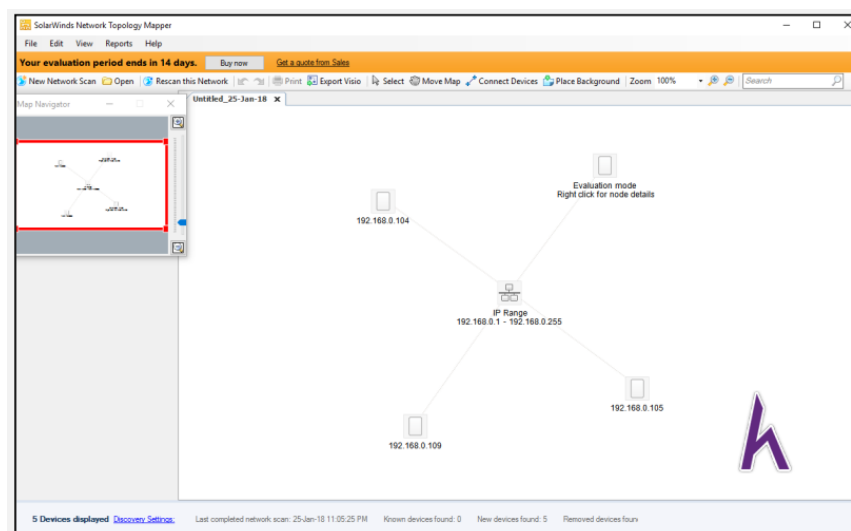 SolarWinds Network Topology Mapper
File Edit View Reports Help
Your evaluation period ends in 14 days. Buy now Get a quote from Sales
New Network Scan Open Rescan this Network Print Export Visio Select Move Map Connect Devices Place Background Zoom 100% Search
Map Navigator
Untitled_25-Jan-18
Evaluation mode
Right click for node details
192.168.0.104
IP Range
192.168.0.1 - 192.168.0.255
192.168.0.105
192.168.0.109
5 Devices displayed Discovery Settings: Last completed network scan: 25-Jan-18 11:05:25 PM Known devices found: 0 New devices found: 5 Removed devices foun